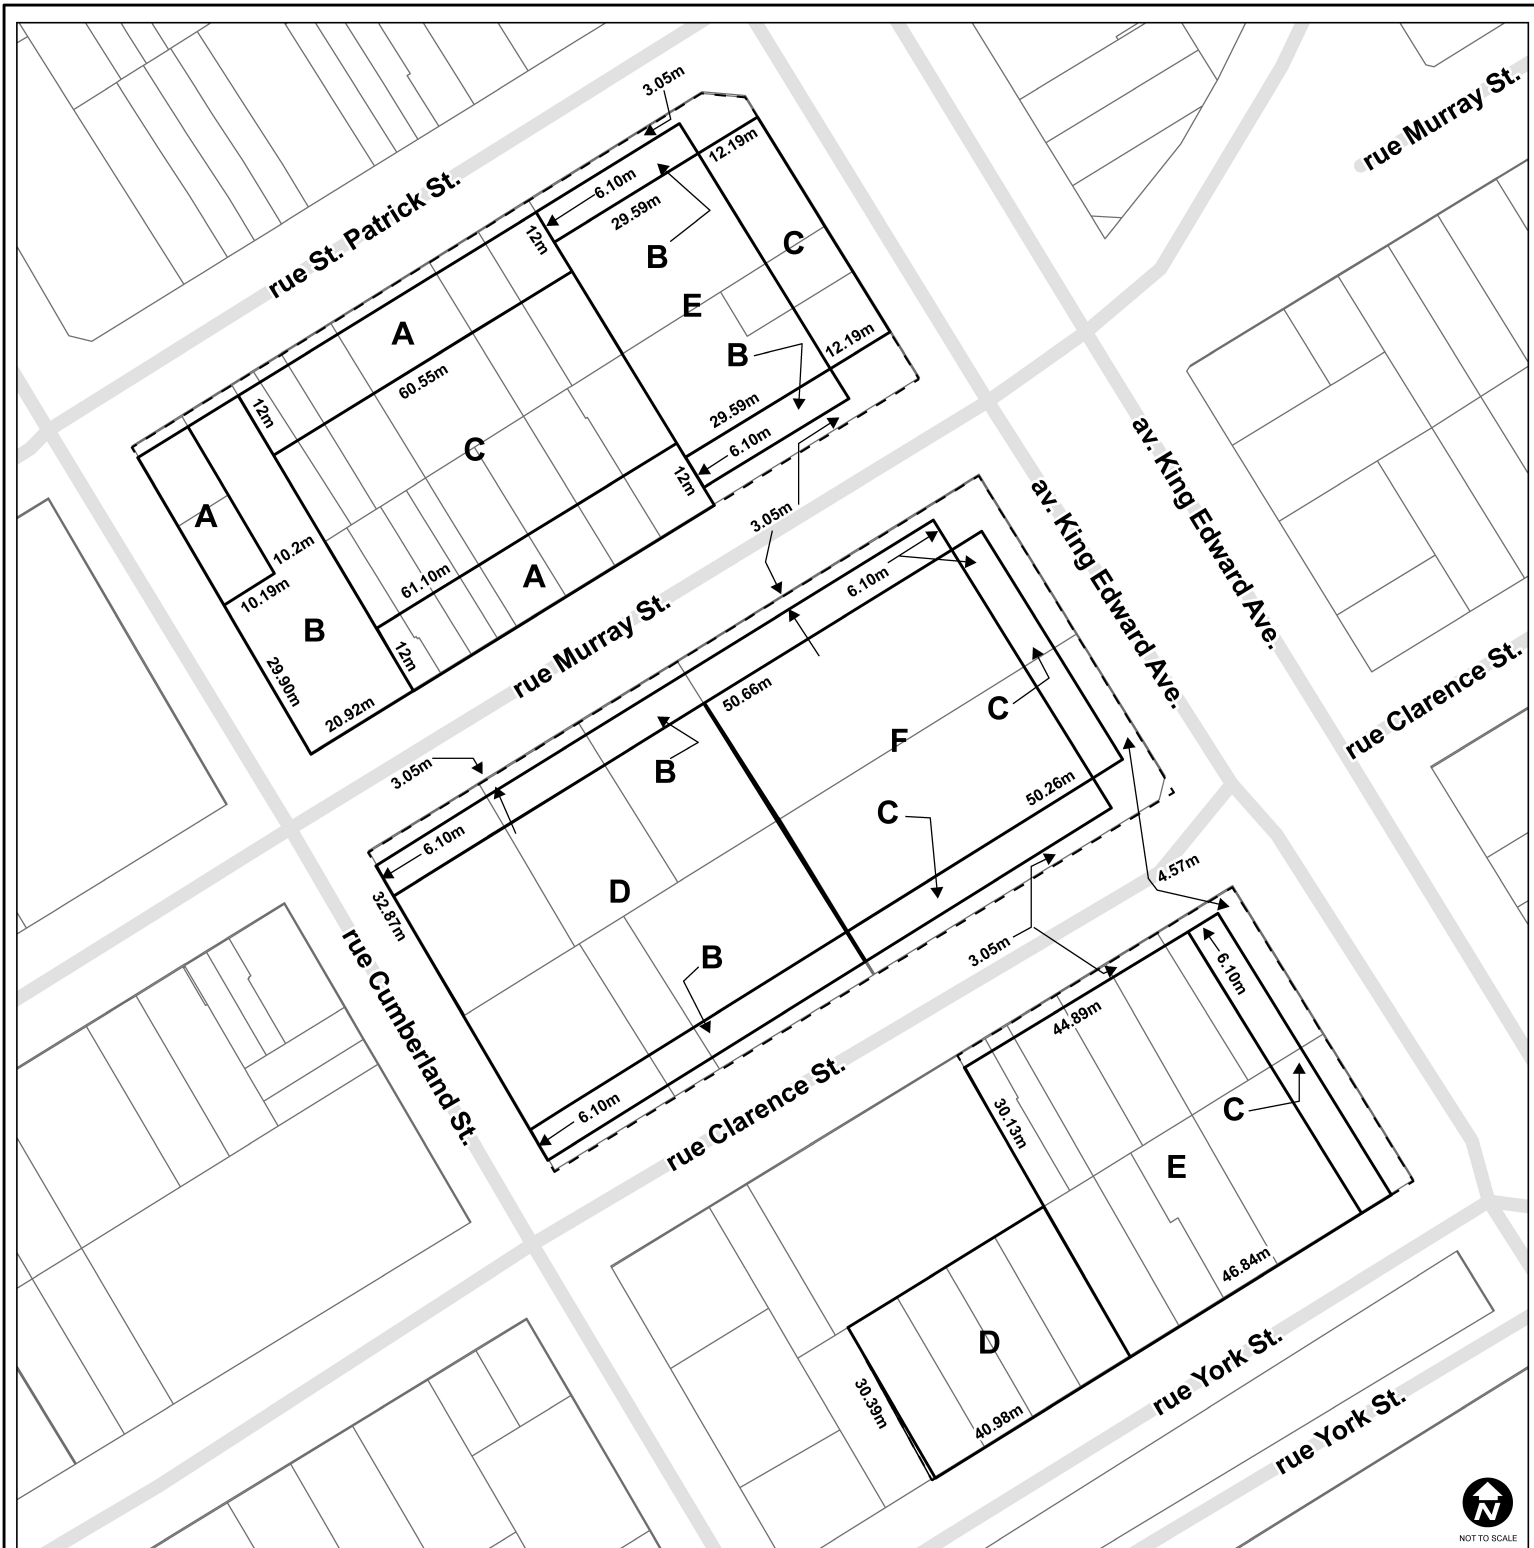 3.05m
rue Murray St.
12.19m
rue St. Patrick St.
6.10m
29.59m
12m
B
C
E
A
12.19m
B
60.55m
12m
29.59m
C
6.10m
av. King Edward Ave.
12m
av. King Edward Ave.
A
3.05m
10.2m
61.10m
A
6.10m
10.19m
rue Murray St.
B
12m
29.90m
50.66m
20.92m
C
rue Clarence St.
F
3.05m
B
50.26m
C
6.10m
4.57m
D
32.87m
rue Cumberland St.
B
3.05m
6.10m
44.89m
6.10m
30.13m
C
rue Clarence St.
E
46.84m
D
30.39m
40.98m
rue York St.
rue York St.
N
NOT TO SCALE